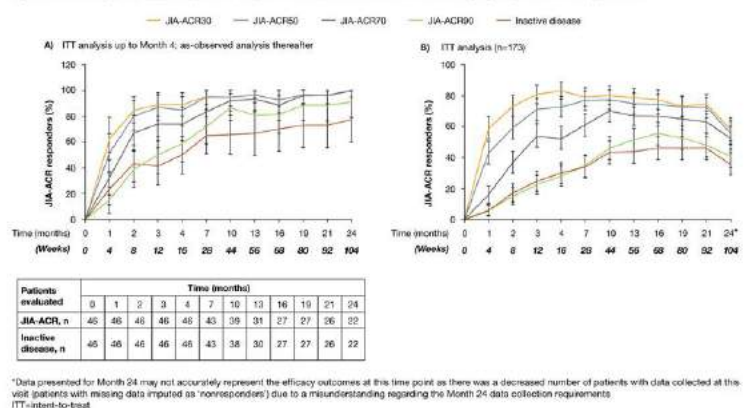 JIA-ACR30 JIA-ACR50 JIA-ACR70 JIA-ACR90 Inactive disease
A) ITT analysis up to Month 4; as-observed analysis thereafter
JIA-ACR responders (%)
120
100
80
60
40
20
0
Time (months) 0 1 2 3 4 7 10 13 16 19 21 24
(Weeks) 0 4 8 12 16 28 44 56 68 80 92 104
B) ITT analysis (n=173)
JIA-ACR responders (%)
100
80
60
40
20
0
Time (months) 0 1 2 3 4 7 10 13 16 19 21 24*
(Weeks) 0 4 8 12 16 28 44 56 68 80 92 104
Patients evaluated Time (months)
0 1 2 3 4 7 10 13 16 19 21 24
JIA-ACR, n 46 46 46 46 46 43 39 31 27 27 26 22
Inactive disease, n 46 46 46 46 46 43 38 30 27 27 26 22
*Data presented for Month 24 may not accurately represent the efficacy outcomes at this time point as there was a decreased number of patients with data collected at this
visit (patients with missing data imputed as 'nonresponders') due to a misunderstanding regarding the Month 24 data collection requirements
ITT=intent-to-treat